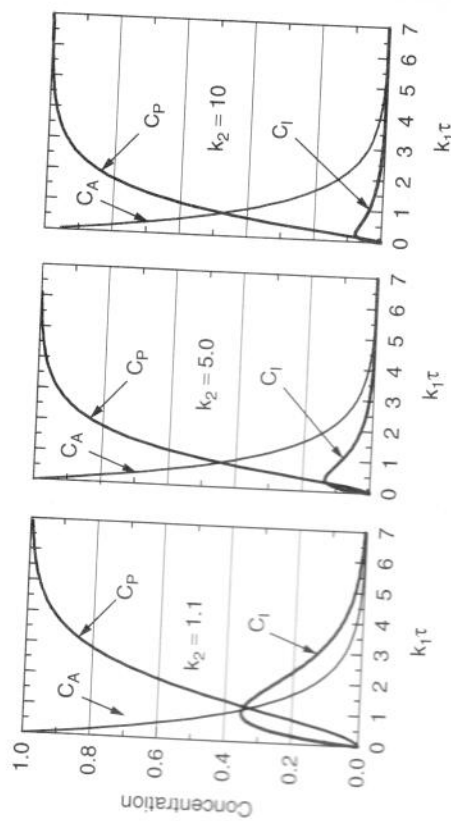 Concentration
1.0
0.8
0.6
0.4
0.2
0.0
C_A
C_P
k_2 = 1.1
C_I
0 1 2 3 4 5 6 7
k_1τ
C_A
C_P
k_2 = 5.0
C_I
0 1 2 3 4 5 6 7
k_1τ
C_A
C_P
k_2 = 10
C_I
0 1 2 3 4 5 6 7
k_1τ